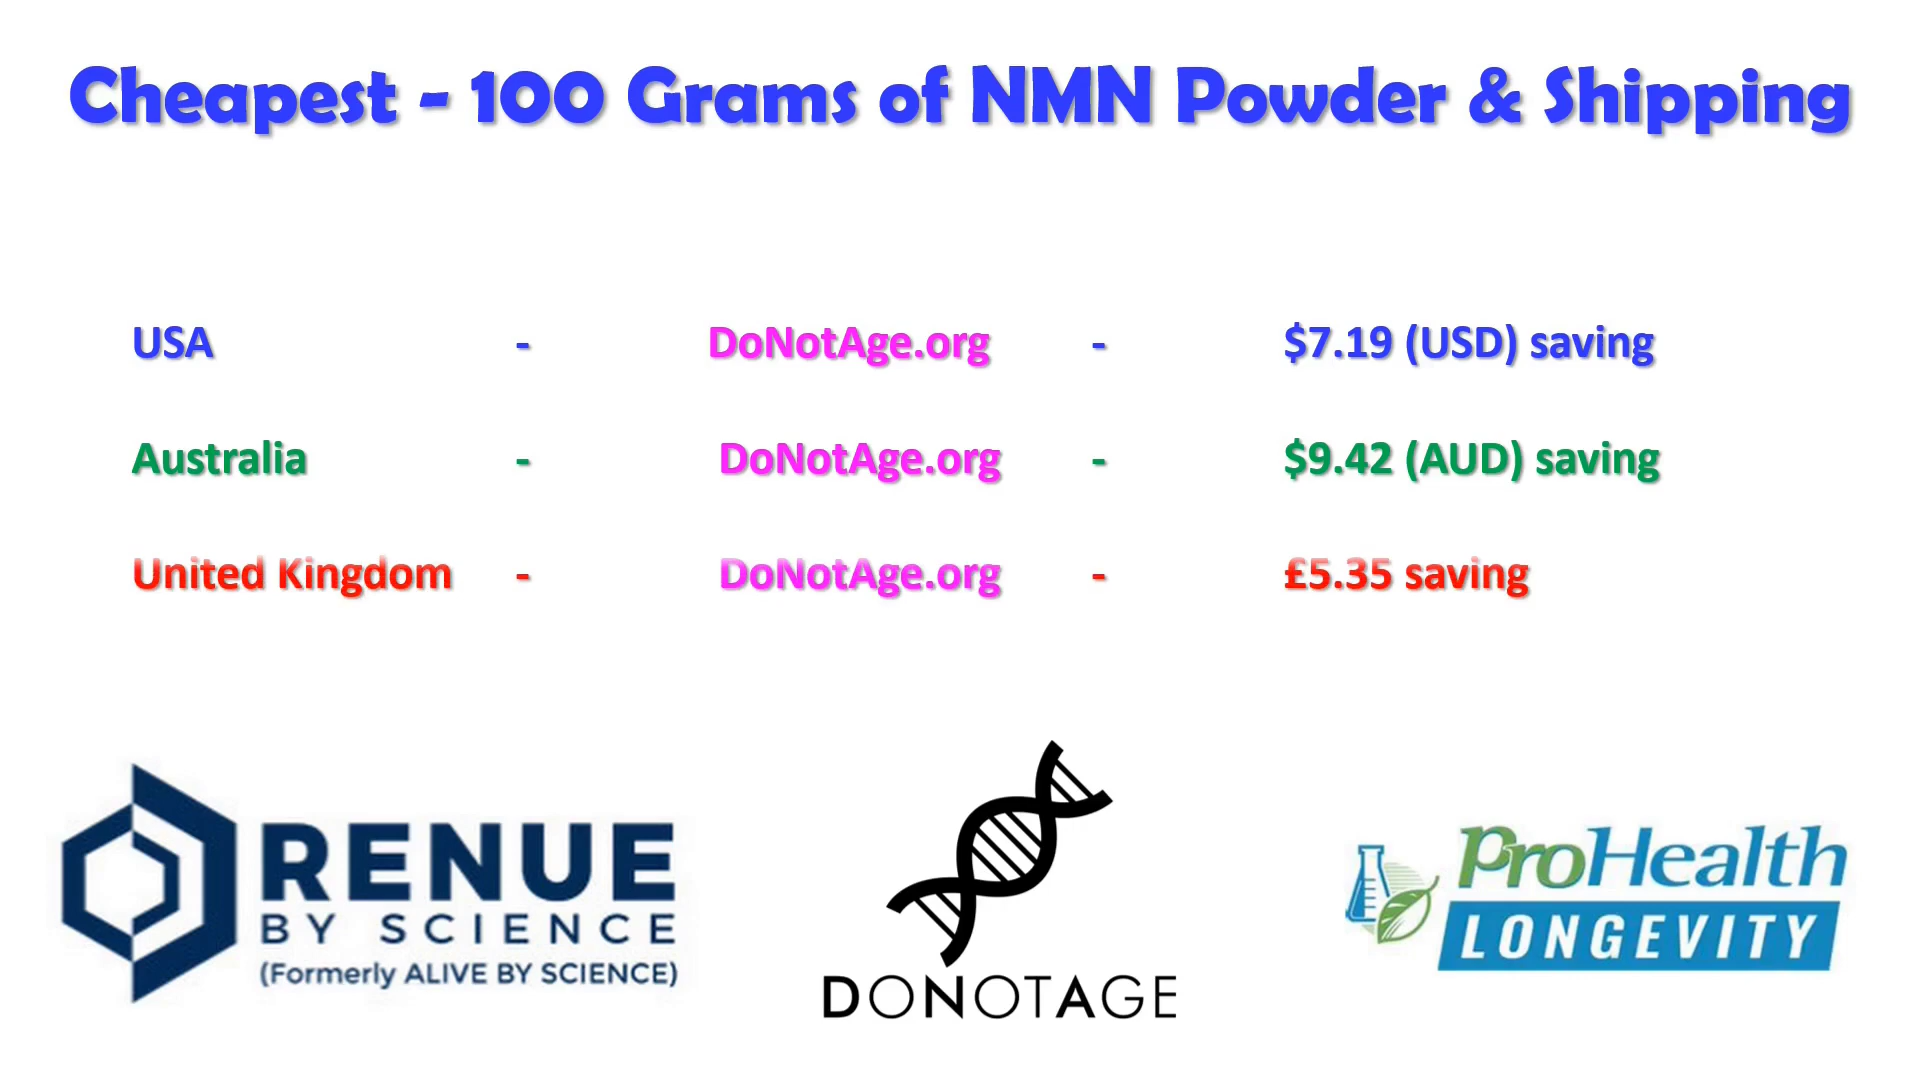 Cheapest - 100 Grams of NMN Powder & Shipping
USA - DoNotAge.org - $7.19 (USD) saving
Australia - DoNotAge.org - $9.42 (AUD) saving
United Kingdom - DoNotAge.org - £5.35 saving
RENUE
BY SCIENCE
(Formerly ALIVE BY SCIENCE)
DONOTAGE
ProHealth
LONGEVITY